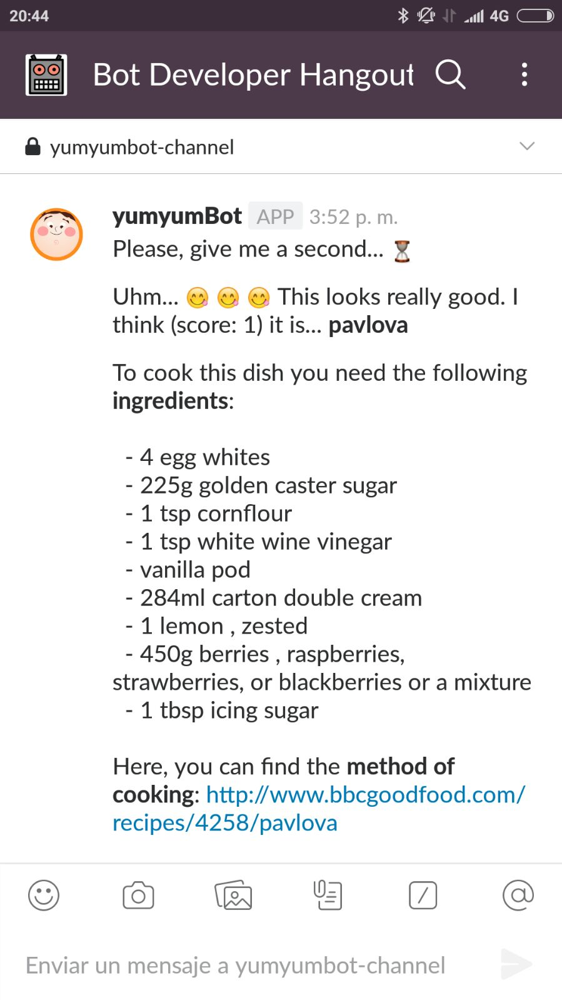 20:44
4G
Bot Developer Hangout
yumyumbot-channel
yumyumBot APP 3:52 p. m.
Please, give me a second... ⏳
Uhm... 😋 😋 😋 This looks really good. I
think (score: 1) it is... pavlova
To cook this dish you need the following
ingredients:
- 4 egg whites
- 225g golden caster sugar
- 1 tsp cornflour
- 1 tsp white wine vinegar
- vanilla pod
- 284ml carton double cream
- 1 lemon , zested
- 450g berries , raspberries,
strawberries, or blackberries or a mixture
- 1 tbsp icing sugar
Here, you can find the method of
cooking: http://www.bbcgoodfood.com/
recipes/4258/pavlova
Enviar un mensaje a yumyumbot-channel